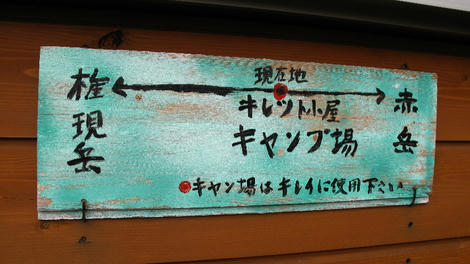 現在地
権現岳
赤岳
キレット小屋
キャンプ場
キャン場はキレイに使用下さい